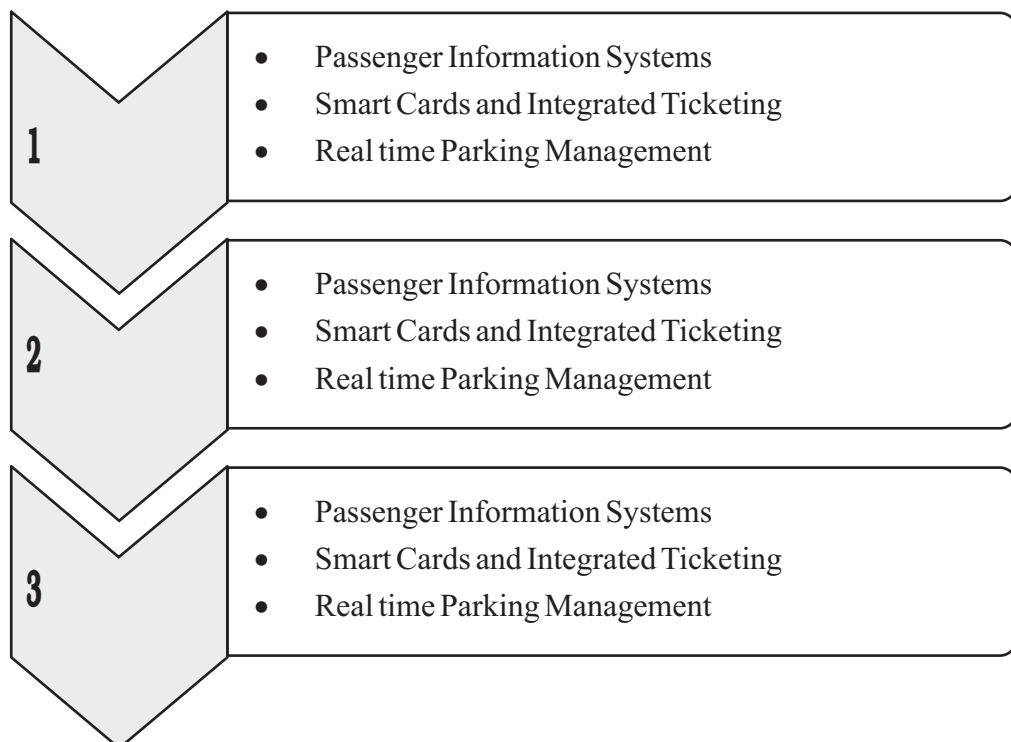 1
• Passenger Information Systems
• Smart Cards and Integrated Ticketing
• Real time Parking Management
2
• Passenger Information Systems
• Smart Cards and Integrated Ticketing
• Real time Parking Management
3
• Passenger Information Systems
• Smart Cards and Integrated Ticketing
• Real time Parking Management